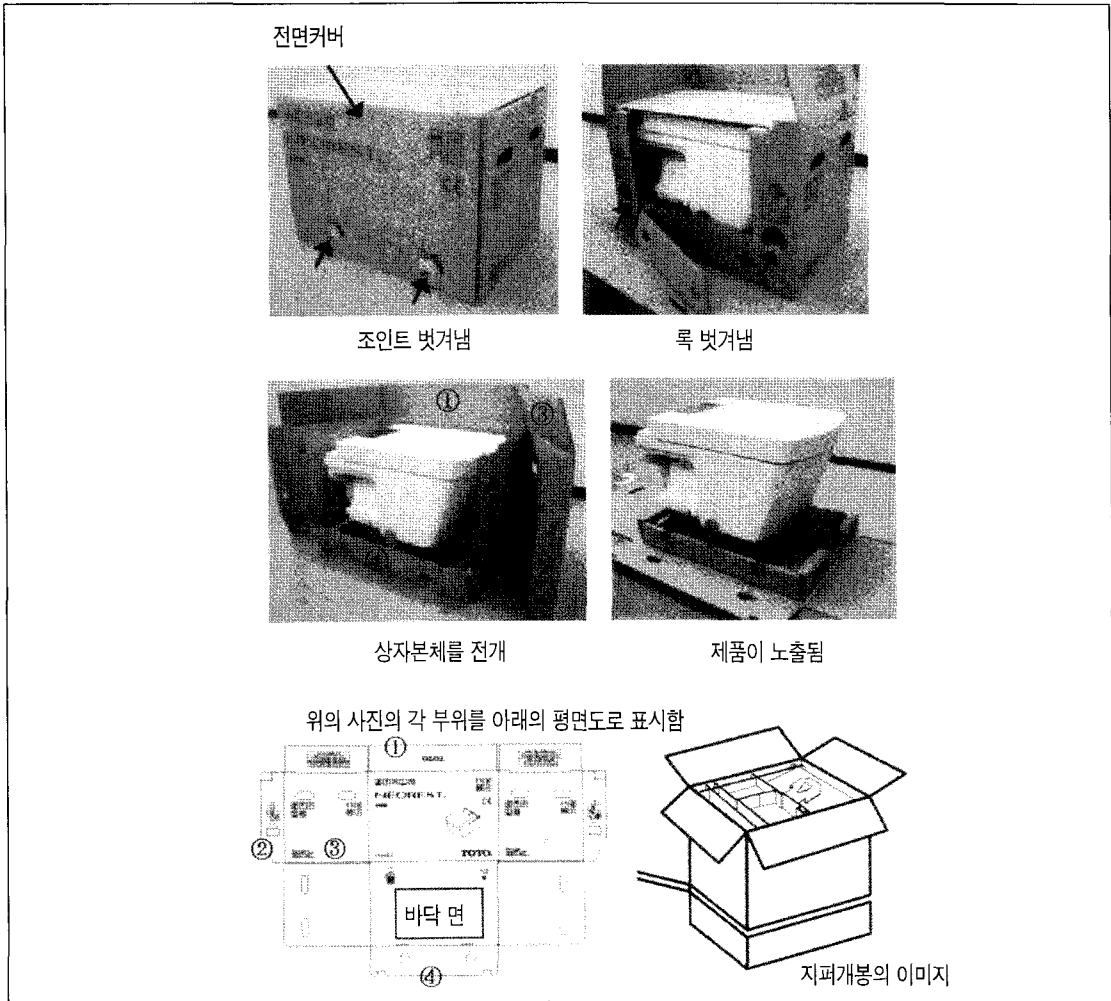 전면커버
조인트 벗겨냄
록 벗겨냄
①
③
상자본체를 전개
제품이 노출됨
위의 사진의 각 부위를 아래의 평면도로 표시함
①
NEOREST
②
③
TOTO
바닥 면
④
지퍼개봉의 이미지